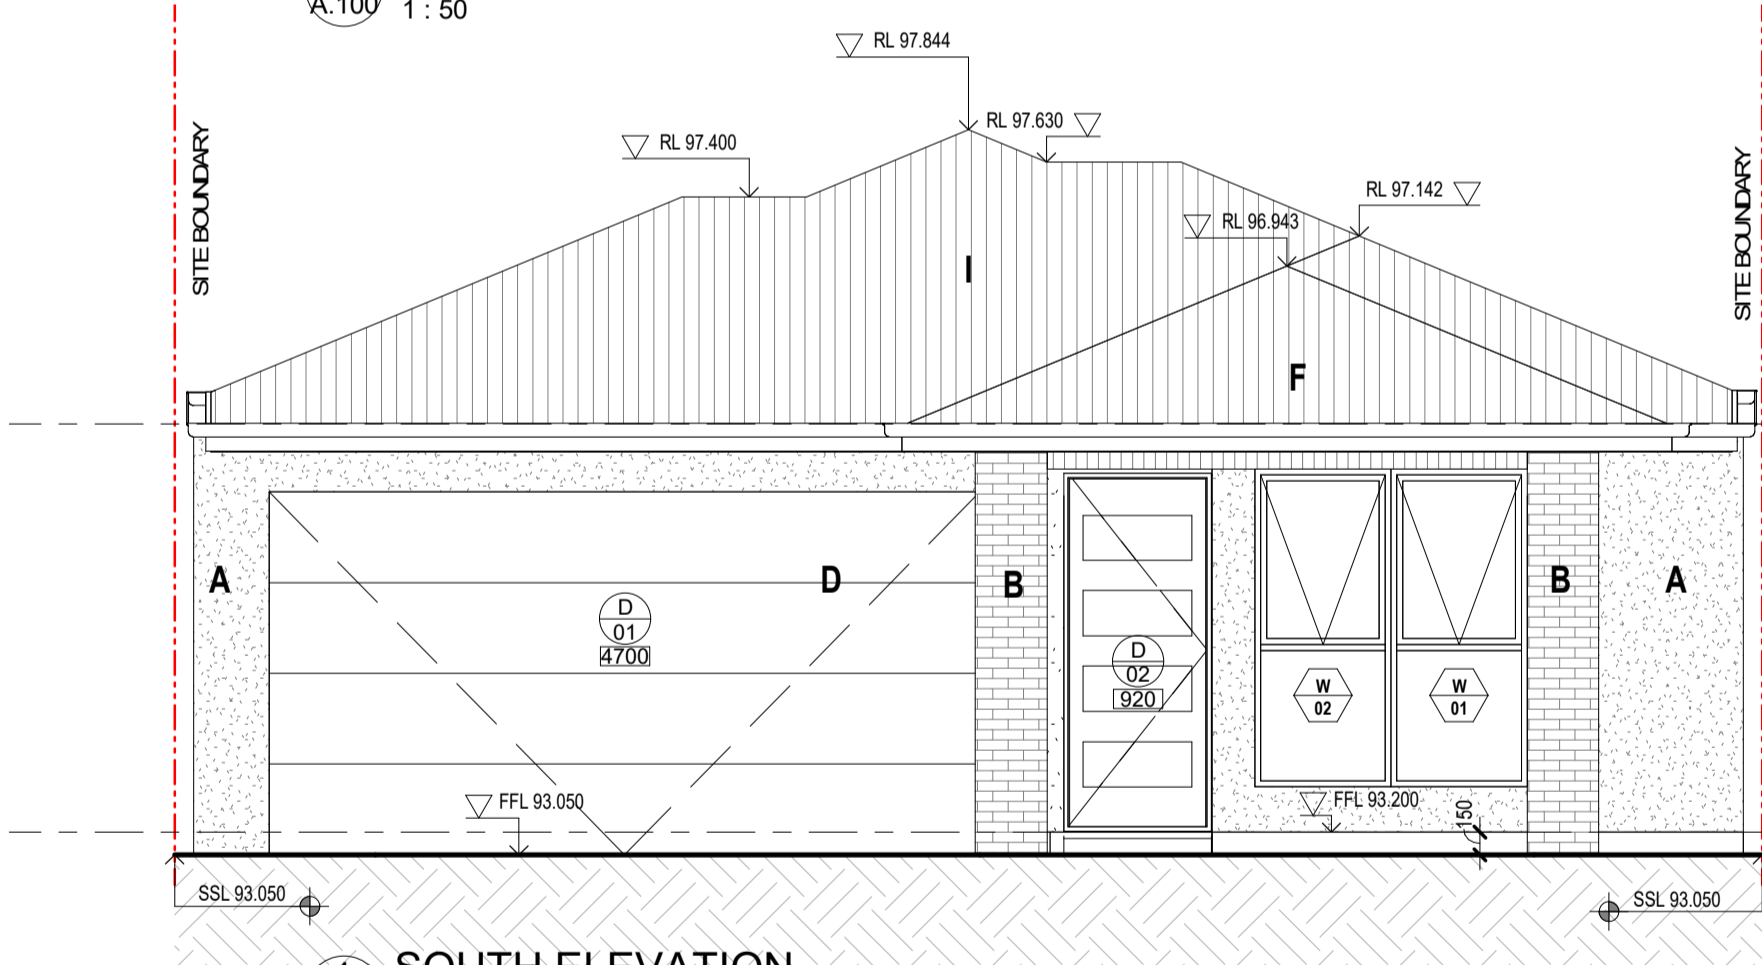 A.100
1 : 50
RL 97.844
RL 97.630
RL 97.400
RL 97.142
RL 96.943
SITE BOUNDARY
SITE BOUNDARY
I
F
A
D
B
B
A
D
01
4700
D
02
920
W
02
W
01
FFL 93.050
FFL 93.200
150
SSL 93.050
SSL 93.050
SOUTH ELEVATION